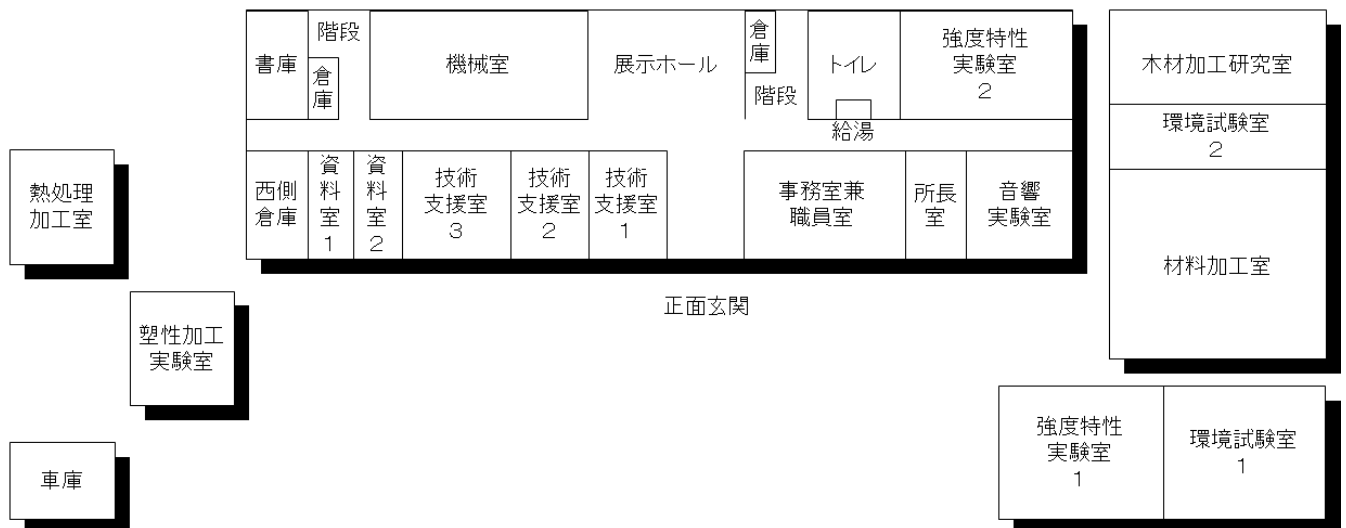 書庫
階段
倉庫
機械室
展示ホール
倉庫
階段
トイレ
給湯
強度特性
実験室
2
西側
倉庫
資料室1
資料室2
技術
支援室
3
技術
支援室
2
技術
支援室
1
事務室兼
職員室
所長
室
音響
実験室
正面玄関
熱処理
加工室
塑性加工
実験室
車庫
木材加工研究室
環境試験室
2
材料加工室
強度特性
実験室
1
環境試験室
1